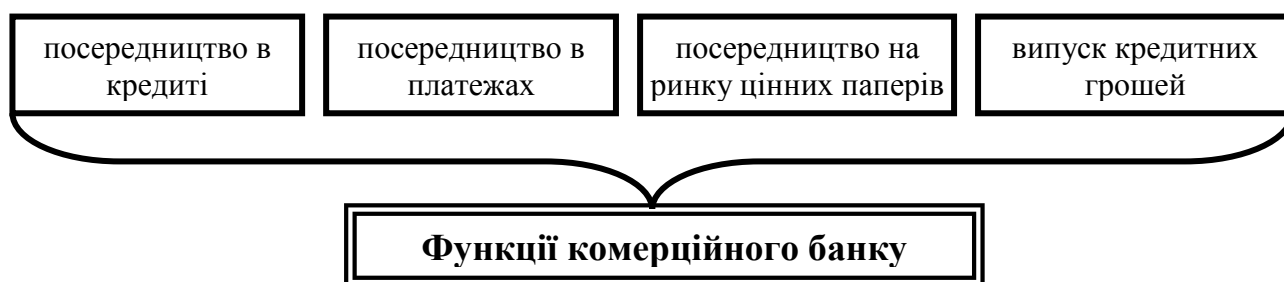 посередництво в
кредиті
посередництво в
платежах
посередництво на
ринку цінних паперів
випуск кредитних
грошей
Функції комерційного банку